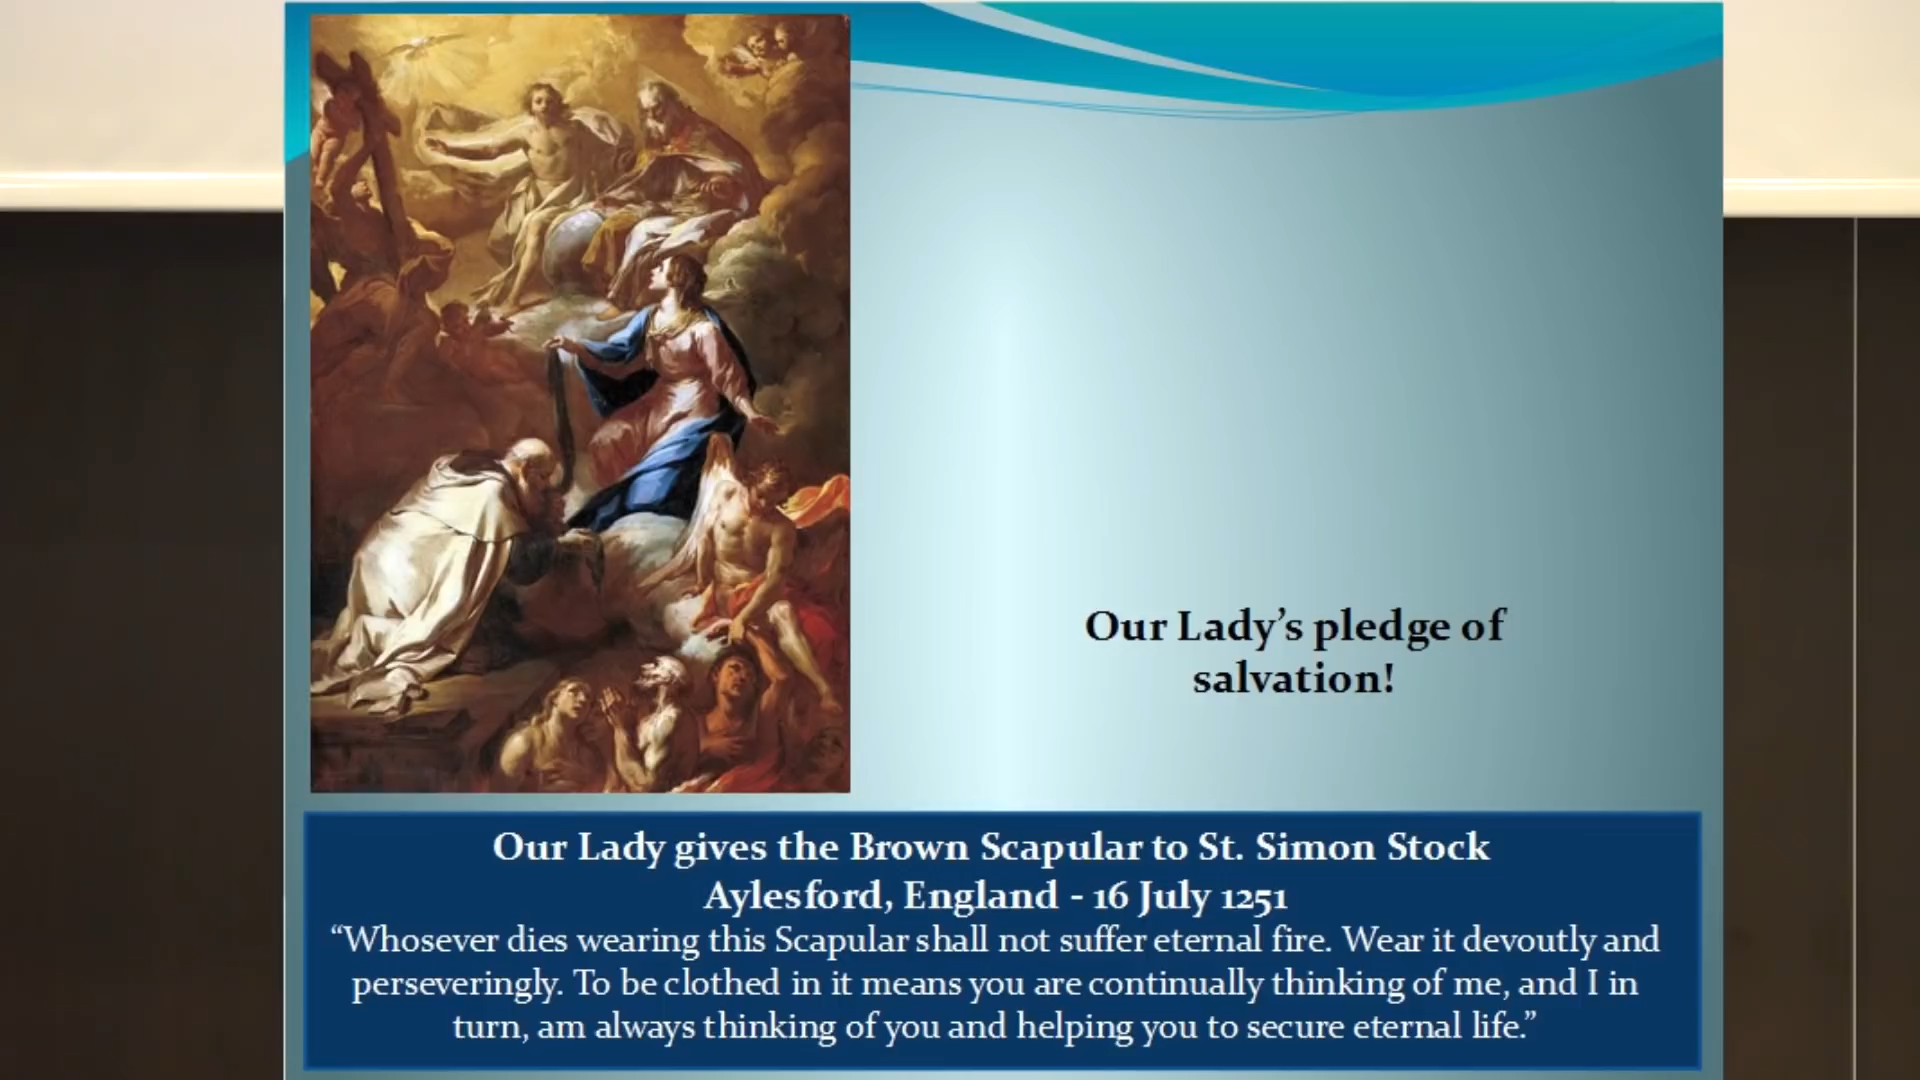 Our Lady’s pledge of
salvation!
Our Lady gives the Brown Scapular to St. Simon Stock
Aylesford, England - 16 July 1251
“Whosever dies wearing this Scapular shall not suffer eternal fire. Wear it devoutly and
perseveringly. To be clothed in it means you are continually thinking of me, and I in
turn, am always thinking of you and helping you to secure eternal life.”